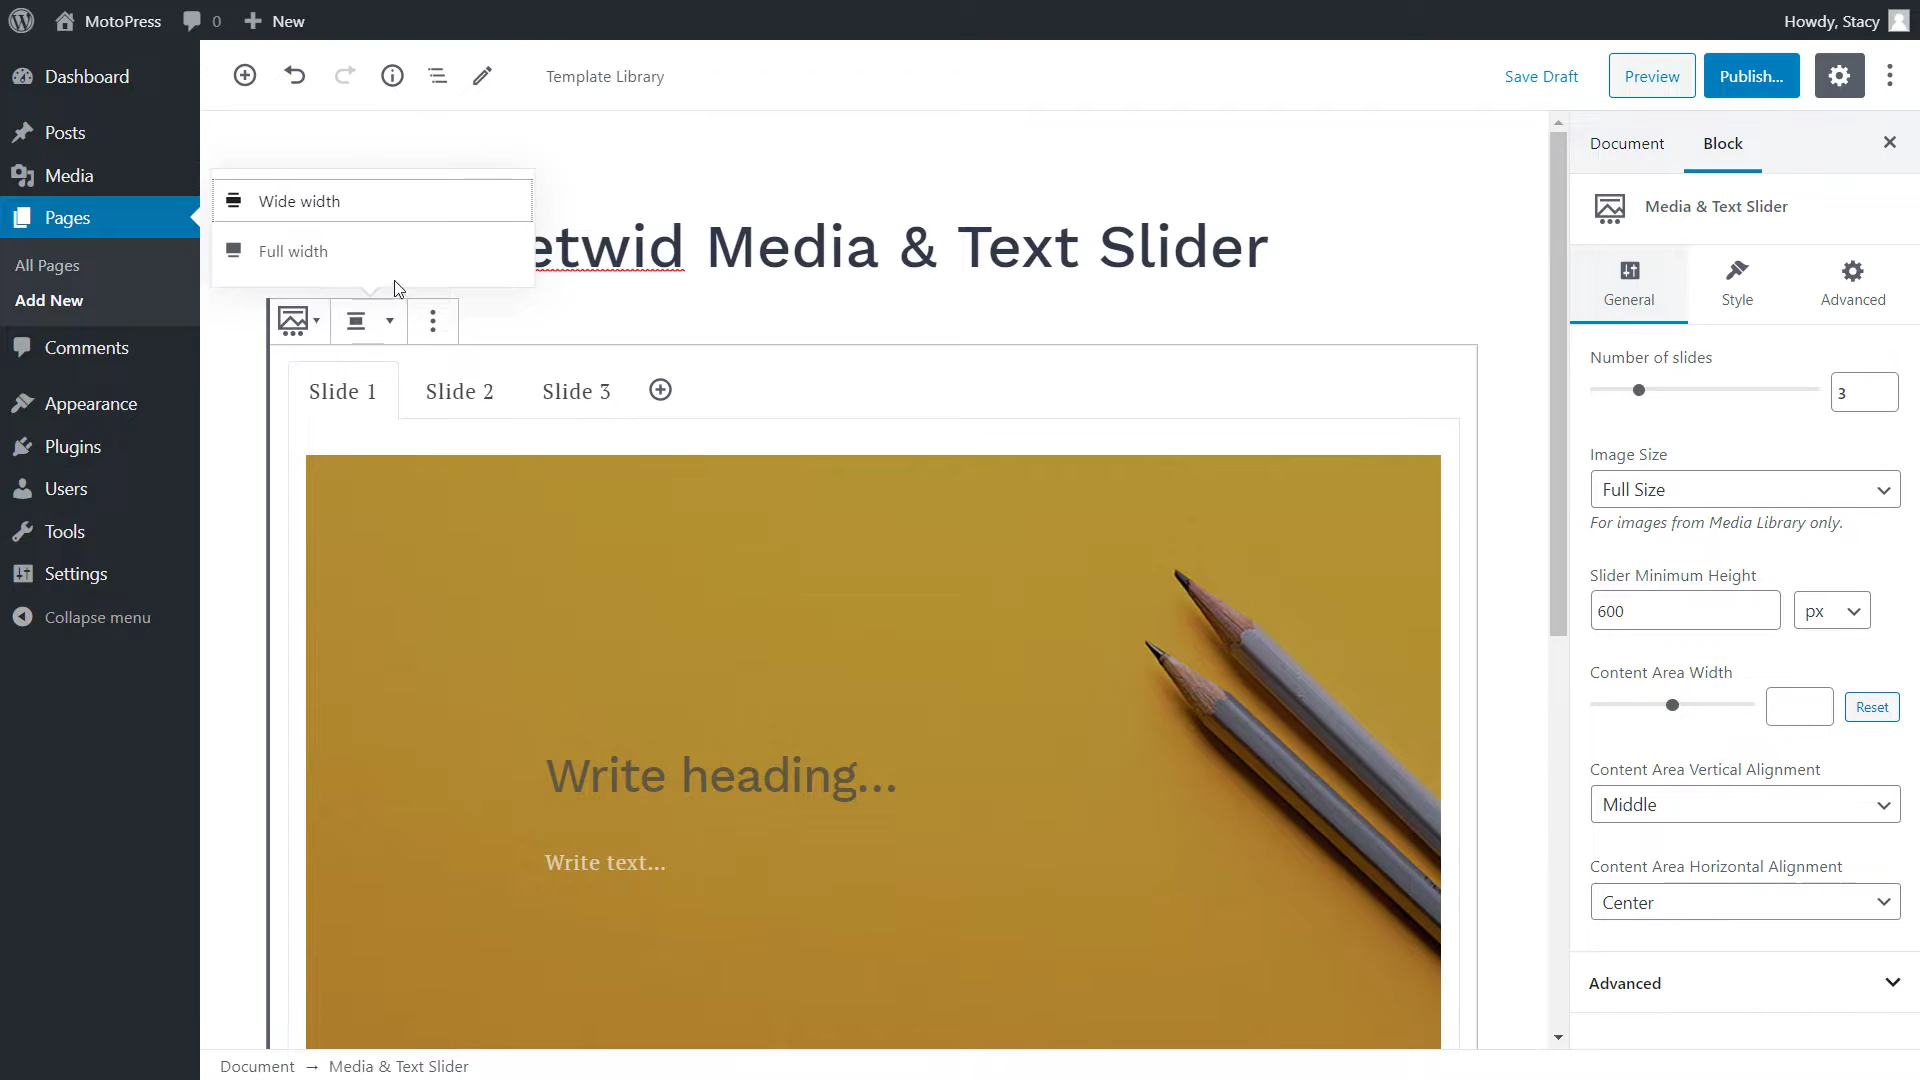 MotoPress
0
New
Howdy, Stacy
Dashboard
Posts
Media
Pages
All Pages
Add New
Comments
Appearance
Plugins
Users
Tools
Settings
Collapse menu
Template Library
Save Draft
Preview
Publish...
Wide width
Full width
etwid Media & Text Slider
Slide 1
Slide 2
Slide 3
Write heading...
Write text...
Document
Block
Media & Text Slider
General
Style
Advanced
Number of slides
3
Image Size
Full Size
For images from Media Library only.
Slider Minimum Height
600
px
Content Area Width
Reset
Content Area Vertical Alignment
Middle
Content Area Horizontal Alignment
Center
Advanced
Document → Media & Text Slider